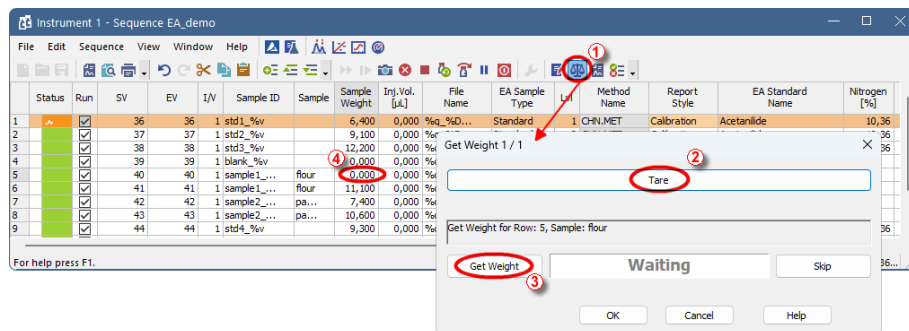 Instrument 1 - Sequence EA_demo
File Edit Sequence View Window Help
①
Status Run SV EV I/V Sample ID Sample Sample Weight Inj.Vol. [µL] File Name EA Sample Type Lvl Method Name Report Style EA Standard Name Nitrogen [%]
1 36 36 1 std1_%v 6,400 0,000 %q_%D... Standard 1 CHN.MET Calibration Acetanilide 10,36
2 37 37 1 std2_%v 9,100 0,000
3 38 38 1 std3_%v 12,200 0,000 36
4 39 39 1 blank_%v 0,000 0,000
④
5 40 40 1 sample1_... flour 0,000 0,000
6 41 41 1 sample1_... flour 11,100 0,000
7 42 42 1 sample2_... pa... 7,400 0,000
8 43 43 1 sample2_... pa... 10,600 0,000
9 44 44 1 std4_%v 9,300 0,000 36
For help press F1. 36...
Get Weight 1 / 1
②
Tare
Get Weight for Row: 5, Sample: flour
Get Weight Waiting Skip
③
OK Cancel Help